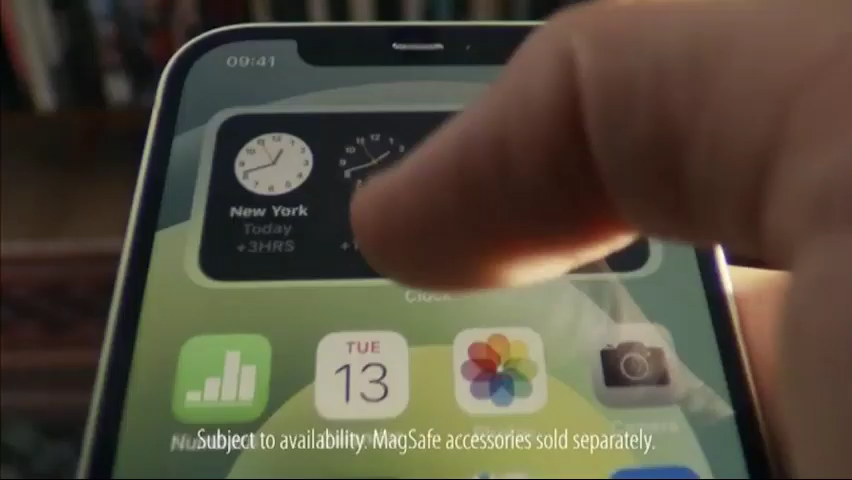 09:41
New York
Today
+3HRS
Clock
TUE
13
Subject to availability. MagSafe accessories sold separately.